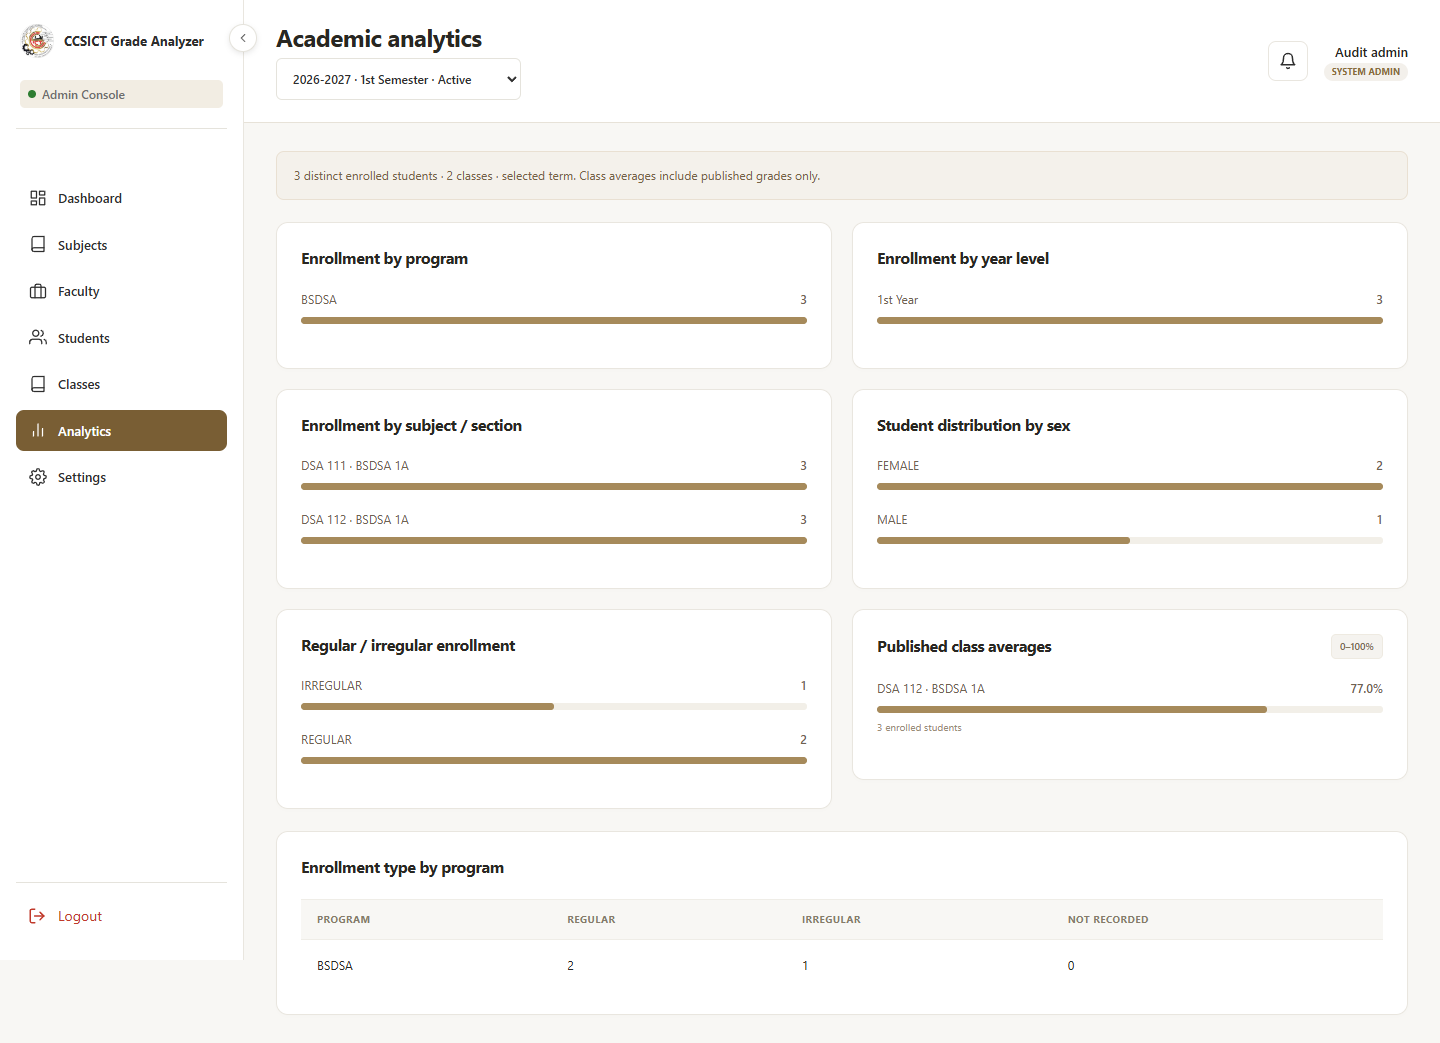 CCSICT Grade Analyzer
Admin Console
Dashboard
Subjects
Faculty
Students
Classes
Analytics
Settings
Logout
Academic analytics
2026-2027 · 1st Semester · Active
Audit admin
SYSTEM ADMIN
3 distinct enrolled students · 2 classes · selected term. Class averages include published grades only.
Enrollment by program
BSDSA 3
Enrollment by year level
1st Year 3
Enrollment by subject / section
DSA 111 · BSDSA 1A 3
DSA 112 · BSDSA 1A 3
Student distribution by sex
FEMALE 2
MALE 1
Regular / irregular enrollment
IRREGULAR 1
REGULAR 2
Published class averages 0–100%
DSA 112 · BSDSA 1A 77.0%
3 enrolled students
Enrollment type by program
PROGRAM REGULAR IRREGULAR NOT RECORDED
BSDSA 2 1 0